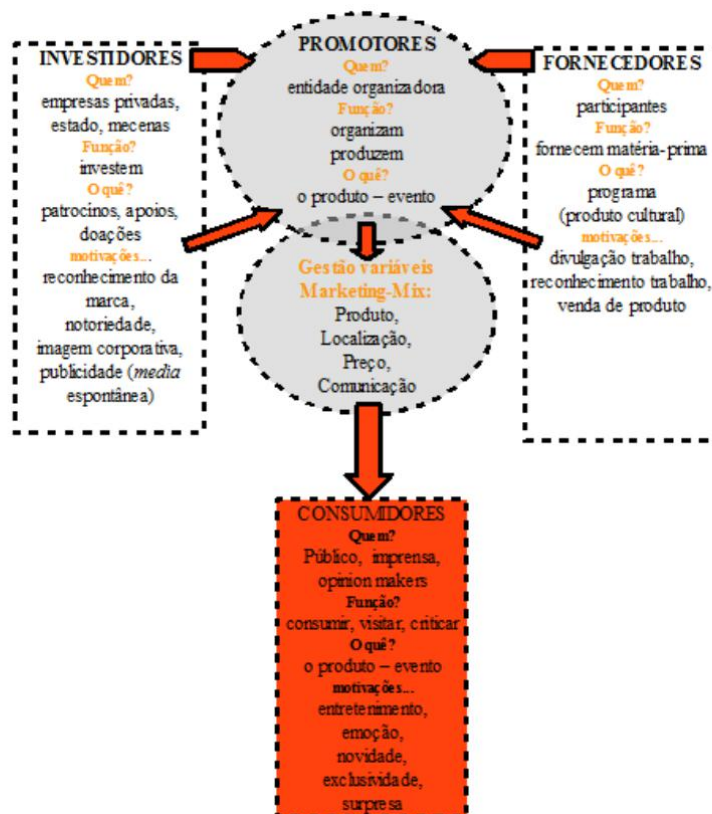 INVESTIDORES
Quem?
empresas privadas,
estado, mecenas
Função?
investem
O quê?
patrocinos, apoios,
doações
motivações...
reconhecimento da
marca,
notoriedade,
imagem corporativa,
publicidade (media
espontânea)
PROMOTORES
Quem?
entidade organizadora
Função?
organizam
produzem
O quê?
o produto – evento
Gestão variáveis
Marketing-Mix:
Produto,
Localização,
Preço,
Comunicação
FORNECEDORES
Quem?
participantes
Função?
fornecem matéria-prima
O quê?
programa
(produto cultural)
motivações...
divulgação trabalho,
reconhecimento trabalho,
venda de produto
CONSUMIDORES
Quem?
Público, imprensa,
opinion makers
Função?
consumir, visitar, criticar
O quê?
o produto – evento
motivações...
entretenimento,
emoção,
novidade,
exclusividade,
surpresa